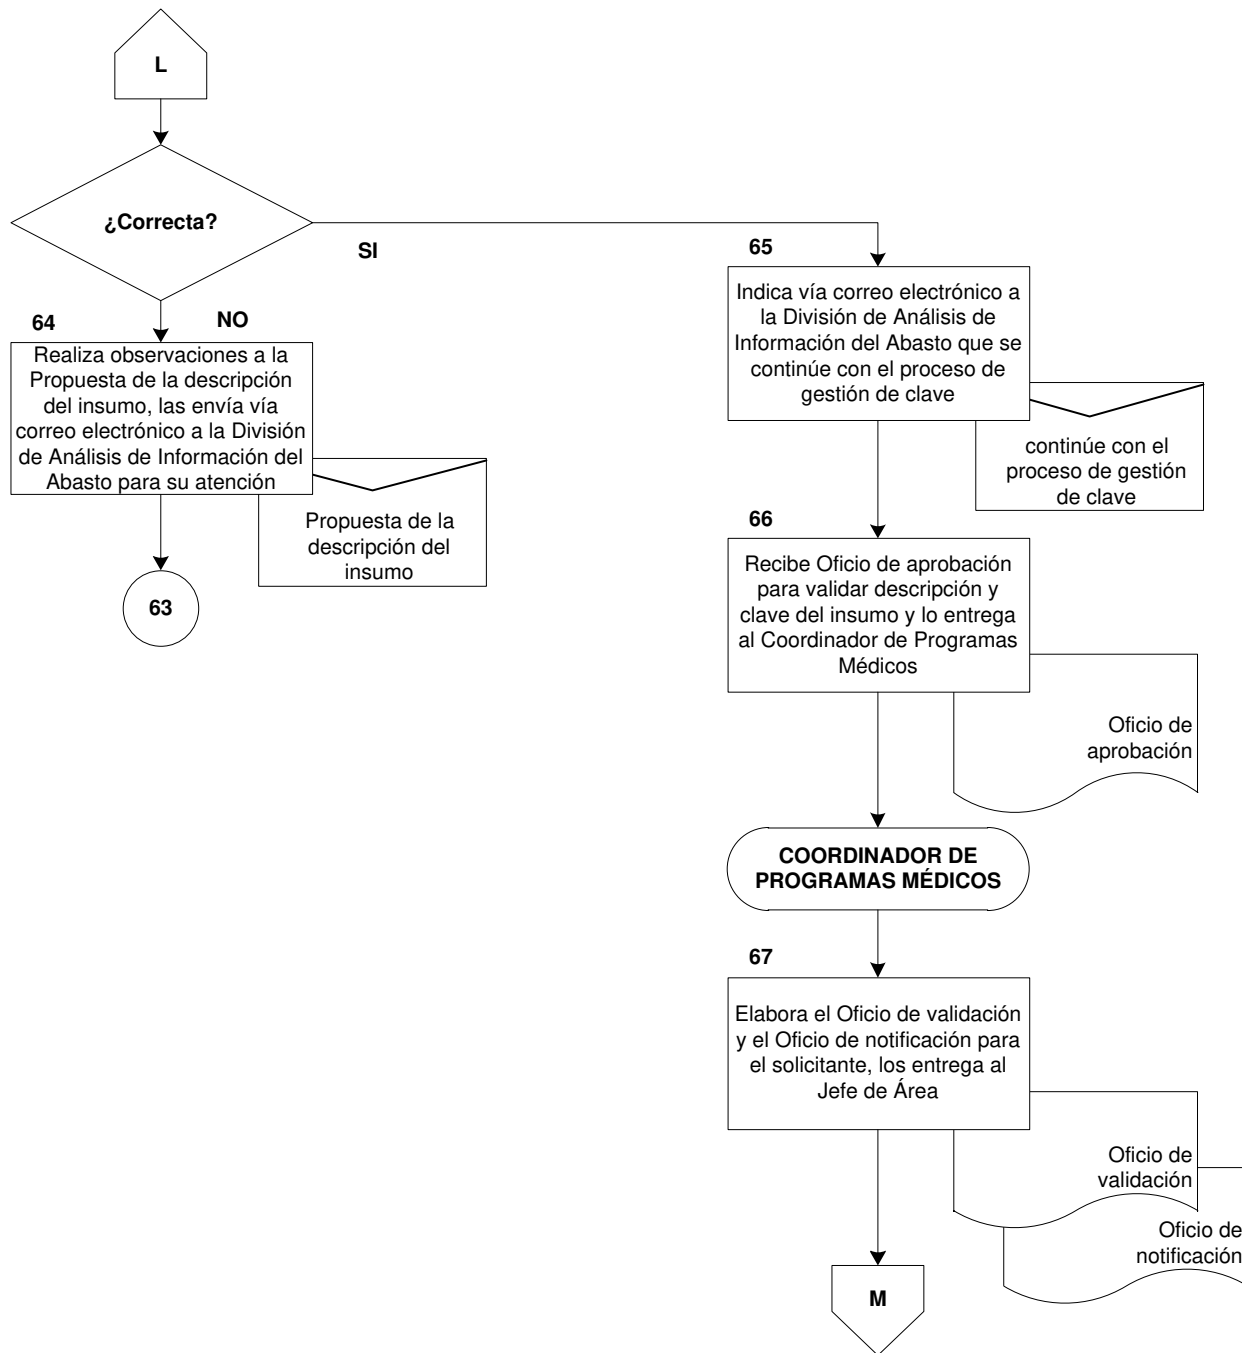 L
¿Correcta?
SI
NO
64
Realiza observaciones a la
Propuesta de la descripción
del insumo, las envía vía
correo electrónico a la División
de Análisis de Información del
Abasto para su atención
Propuesta de la
descripción del
insumo
63
65
Indica vía correo electrónico a
la División de Análisis de
Información del Abasto que se
continúe con el proceso de
gestión de clave
continúe con el
proceso de gestión
de clave
66
Recibe Oficio de aprobación
para validar descripción y
clave del insumo y lo entrega
al Coordinador de Programas
Médicos
Oficio de
aprobación
COORDINADOR DE
PROGRAMAS MÉDICOS
67
Elabora el Oficio de validación
y el Oficio de notificación para
el solicitante, los entrega al
Jefe de Área
Oficio de
validación
Oficio de
notificación
M